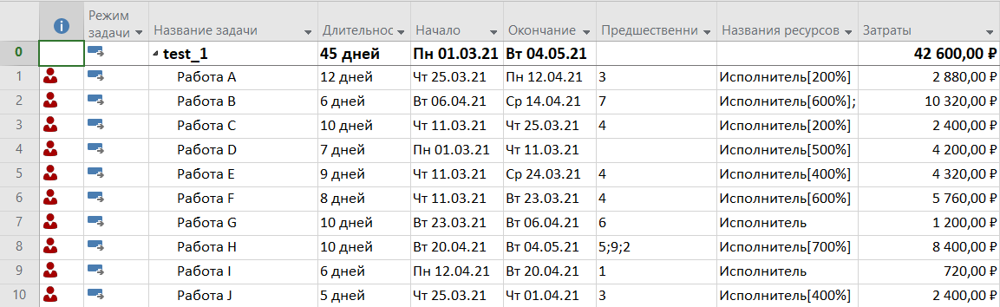 i Режим задачи Название задачи Длительнос Начало Окончание Предшественни Названия ресурсов Затраты
0 test_1 45 дней Пн 01.03.21 Вт 04.05.21 42 600,00 ₽
1 Работа A 12 дней Чт 25.03.21 Пн 12.04.21 3 Исполнитель[200%] 2 880,00 ₽
2 Работа B 6 дней Вт 06.04.21 Ср 14.04.21 7 Исполнитель[600%]; 10 320,00 ₽
3 Работа C 10 дней Чт 11.03.21 Чт 25.03.21 4 Исполнитель[200%] 2 400,00 ₽
4 Работа D 7 дней Пн 01.03.21 Чт 11.03.21 Исполнитель[500%] 4 200,00 ₽
5 Работа E 9 дней Чт 11.03.21 Ср 24.03.21 4 Исполнитель[400%] 4 320,00 ₽
6 Работа F 8 дней Чт 11.03.21 Вт 23.03.21 4 Исполнитель[600%] 5 760,00 ₽
7 Работа G 10 дней Вт 23.03.21 Вт 06.04.21 6 Исполнитель 1 200,00 ₽
8 Работа H 10 дней Вт 20.04.21 Вт 04.05.21 5;9;2 Исполнитель[700%] 8 400,00 ₽
9 Работа I 6 дней Пн 12.04.21 Вт 20.04.21 1 Исполнитель 720,00 ₽
10 Работа J 5 дней Чт 25.03.21 Чт 01.04.21 3 Исполнитель[400%] 2 400,00 ₽